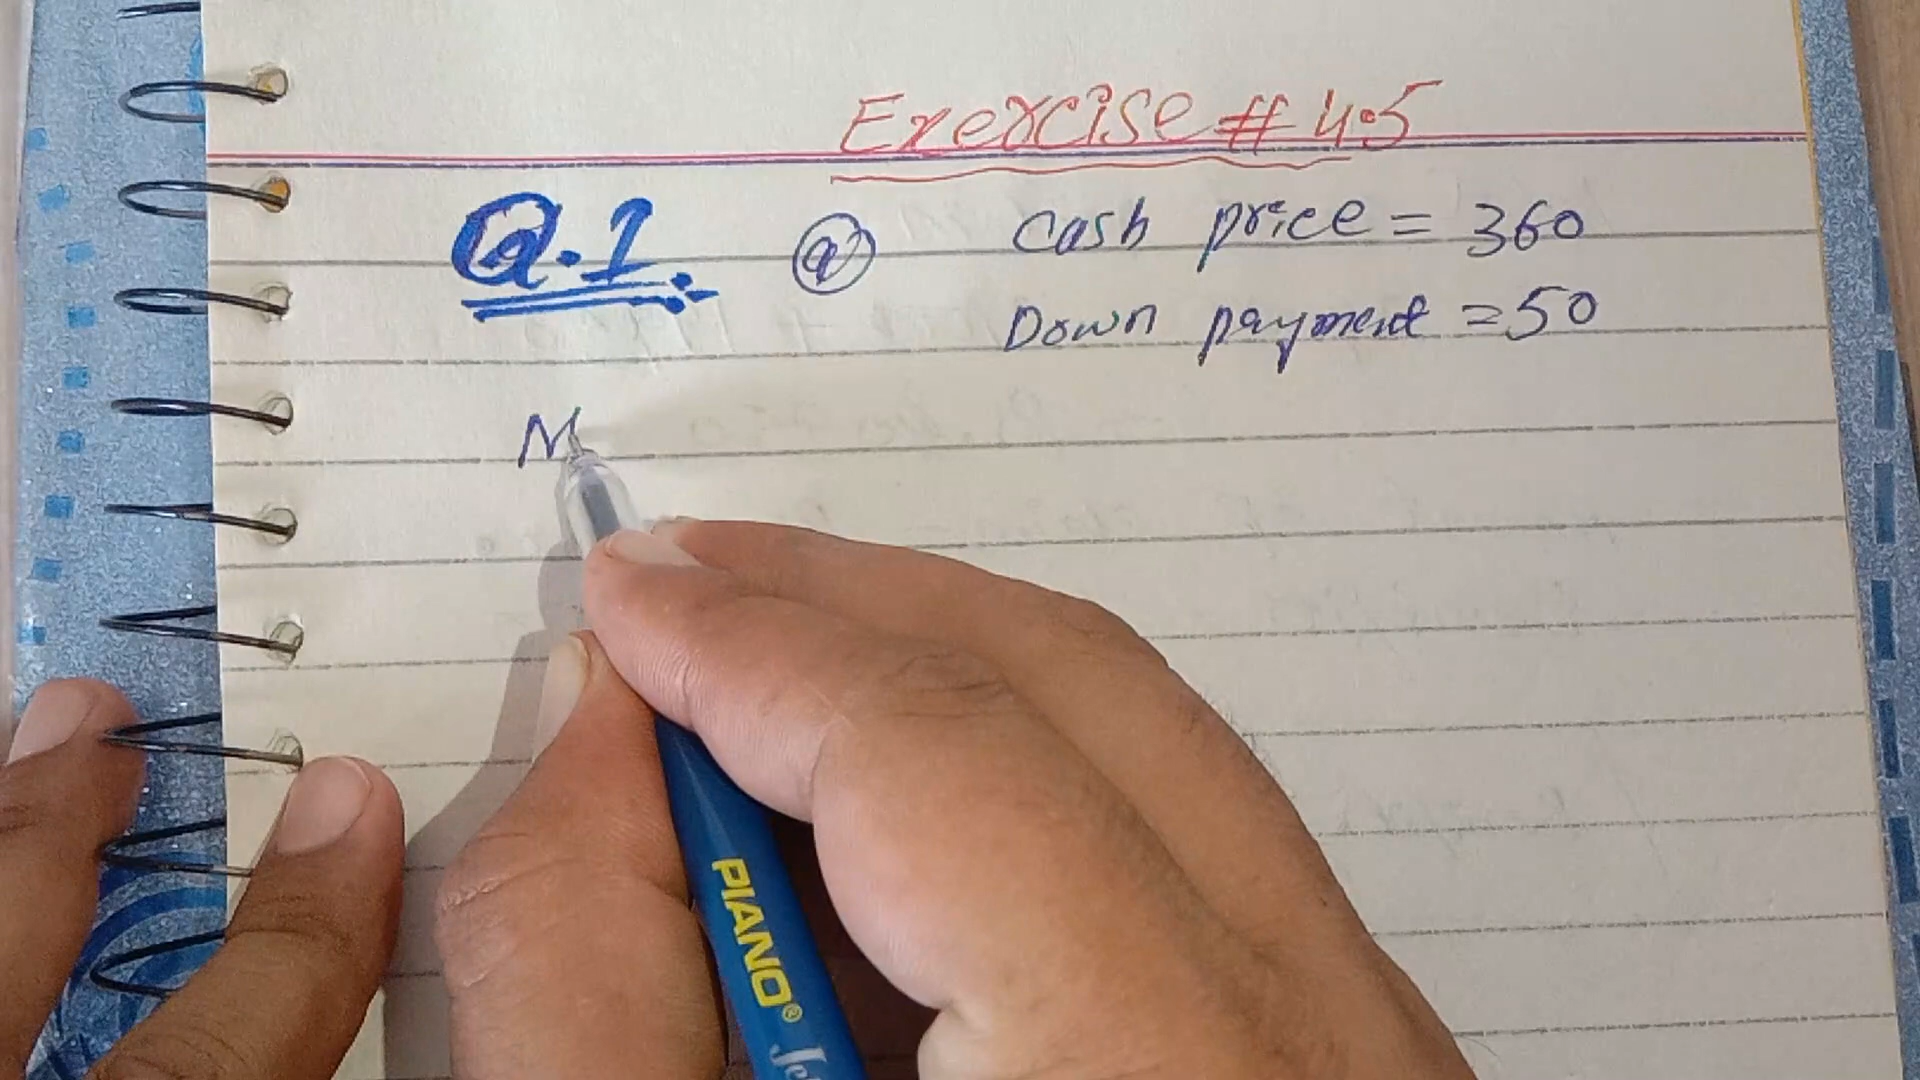 Exercise # 4.5
Q.1 (a) Cash price = 360
Down payment = 50
N
PIANO®